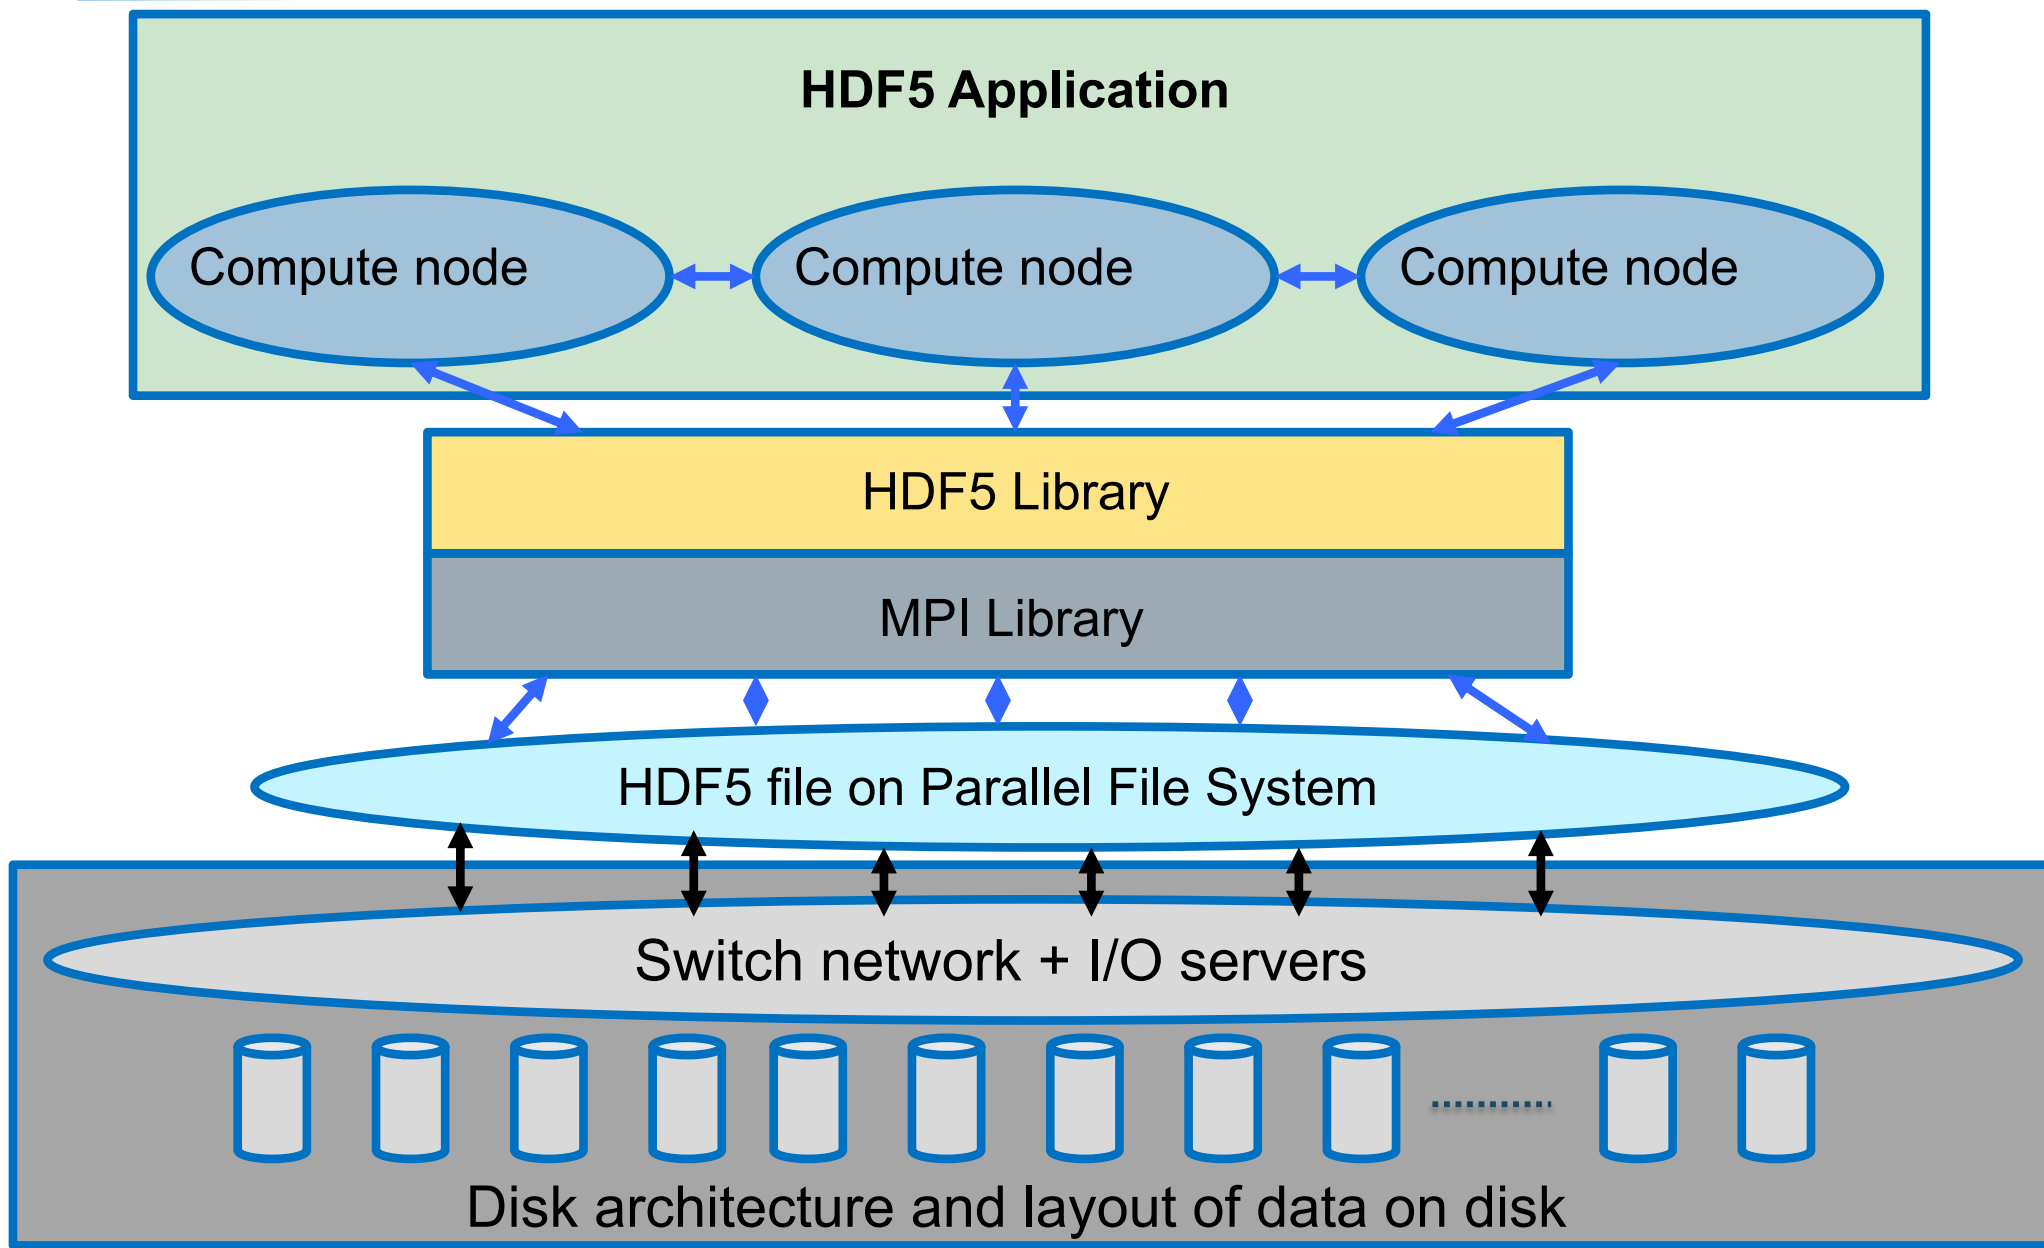 HDF5 Application
Compute node
Compute node
Compute node
HDF5 Library
MPI Library
HDF5 file on Parallel File System
Switch network + I/O servers
Disk architecture and layout of data on disk